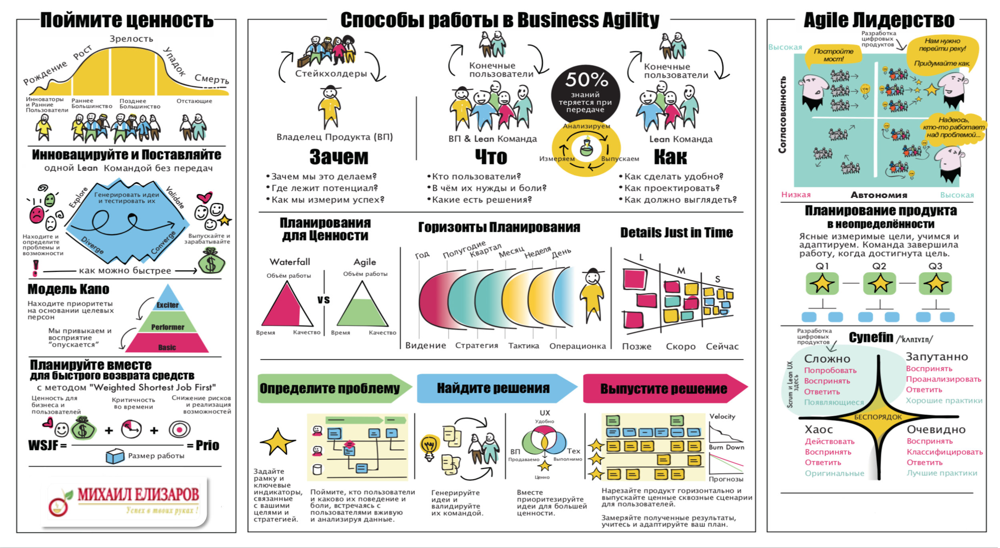 Поймите ценность
Зрелость
Рост
Упадок
Рождение
Смерть
Инноваторы
и Ранние
Пользователи
Раннее
Большинство
Позднее
Большинство
Отстающие
Инновацируйте и Поставляйте
одной Lean Командой без передач
Explore
Validate
Генерировать идеи
и тестировать их
Diverge
Converge
Находите и
определите
проблемы и
возможности
Выпускайте и
зарабатывайте
$
!
как можно быстрее
Модель Kano
Находите приоритеты
на основании целевых
персон
Мы привыкаем и
восприятие
“опускается”
Exciter
Performer
Basic
Планируйте вместе
для быстрого возврата средств
с методом "Weighted Shortest Job First"
Ценность для
бизнеса и
пользователей
Критичность
во времени
Снижение рисков
и реализация
возможностей
$ + +
WSJF = = Prio
Размер работы
МИХАИЛ ЕЛИЗАРОВ
Успех в твоих руках !
Способы работы в Business Agility
Стейкхолдеры
Владелец Продукта (ВП)
Зачем
•Зачем мы это делаем?
•Где лежит потенциал?
•Как мы измерим успех?
Конечные
пользователи
ВП & Lean Команда
Что
•Кто пользователи?
•В чём их нужды и боли?
•Какие есть решения?
50%
знаний
теряется при
передаче
Анализируем
Измеряем
Выпускаем
Конечные
пользователи
Lean Команда
Как
•Как сделать удобно?
•Как проектировать?
•Как должно выглядеть?
Планирования
для Ценности
Waterfall
Объём работы
Время
Качество
vs
Agile
Объём работы
Время
Качество
Горизонты Планирования
Год
Полугодие
Квартал
Месяц
Неделя
День
Видение
Стратегия
Тактика
Операционка
Details Just in Time
L
M
S
Позже
Скоро
Сейчас
Определите проблему
Найдите решения
Выпустите решение
Задайте
рамку и
ключевые
индикаторы,
связанные
с вашими
целями и
стратегией.
Поймите, кто пользователи
и каково их поведение и
боли, встречаясь с
пользователями вживую
и анализируя данные.
Генерируйте
идеи и
валидируйте
их командой.
UX
Удобно
ВП
Продаваемо
Тех
Выполнимо
Ценно
Вместе
приоритезируйте
идеи для большей
ценности.
Velocity
Burn Down
Прогнозы
Нарезайте продукт горизонтально и
выпускайте ценные сквозные сценарии
для пользователей.
Замеряйте полученные результаты,
учитесь и адаптируйте ваш план.
Agile Лидерство
Разработка
цифровых
продуктов
Высокая
Постройте
мост!
Нам нужно
перейти реку!
Придумайте как.
Согласованность
Надеюсь,
кто-то работает
над проблемой...
Низкая
Автономия
Высокая
Планирование продукта
в неопределённости
Ясные измеримые цели, учимся и
адаптируем. Команда завершила
работу, когда достигнута цель.
Q1
Q2
Q3
Разработка
цифровых
продуктов
Cynefin /ˈkʌnɪvɪn/
Scrum и Lean UX
здесь
Сложно
Попробовать
Воспринять
Ответить
Появляющиеся
Запутанно
Воспринять
Проанализировать
Ответить
Хорошие практики
БЕСПОРЯДОК
Хаос
Действовать
Воспринять
Ответить
Оригинальные
Очевидно
Воспринять
Классифицировать
Ответить
Лучшие практики